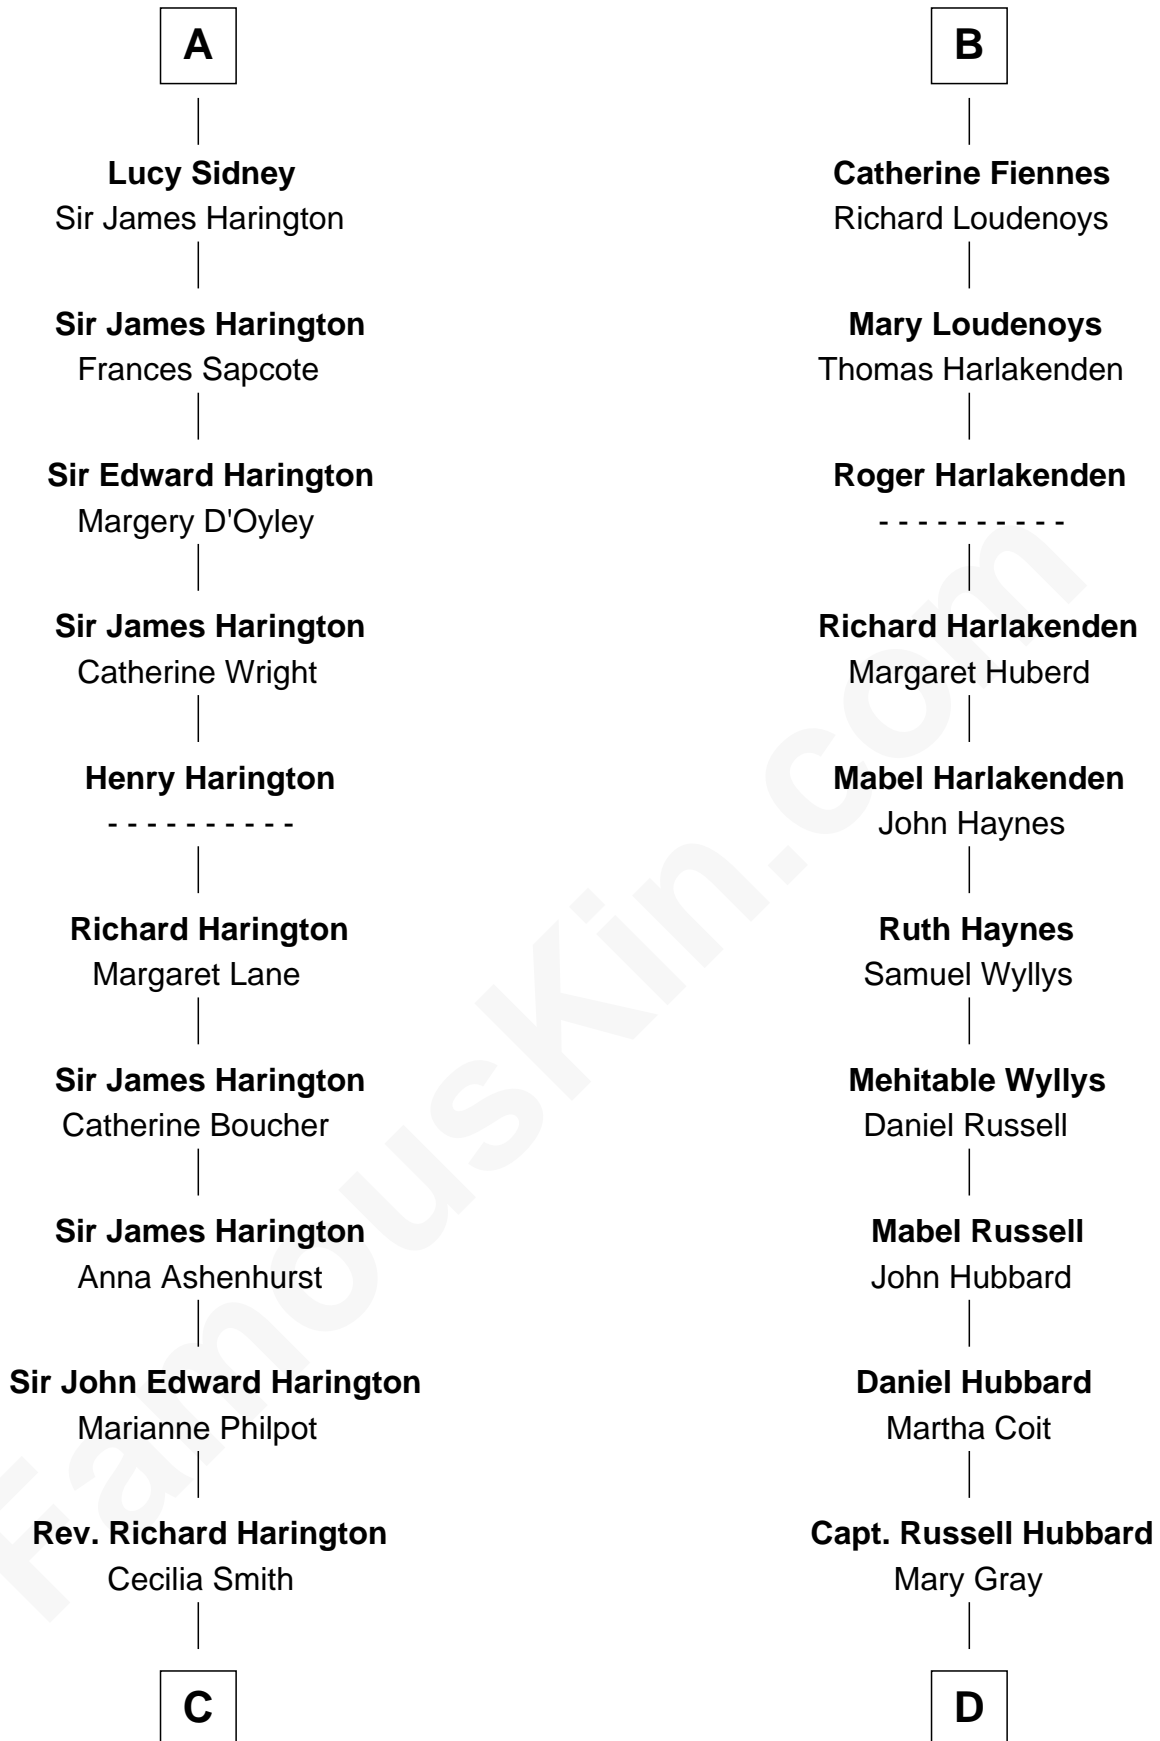 A
Lucy Sidney
Sir James Harington
Sir James Harington
Frances Sapcote
Sir Edward Harington
Margery D'Oyley
Sir James Harington
Catherine Wright
Henry Harington
- - - - - - - - - -
Richard Harington
Margaret Lane
Sir James Harington
Catherine Boucher
Sir James Harington
Anna Ashenhurst
Sir John Edward Harington
Marianne Philpot
Rev. Richard Harington
Cecilia Smith
C
B
Catherine Fiennes
Richard Loudenoys
Mary Loudenoys
Thomas Harlakenden
Roger Harlakenden
- - - - - - - - - -
Richard Harlakenden
Margaret Huberd
Mabel Harlakenden
John Haynes
Ruth Haynes
Samuel Wyllys
Mehitable Wyllys
Daniel Russell
Mabel Russell
John Hubbard
Daniel Hubbard
Martha Coit
Capt. Russell Hubbard
Mary Gray
D
FamousKin.com